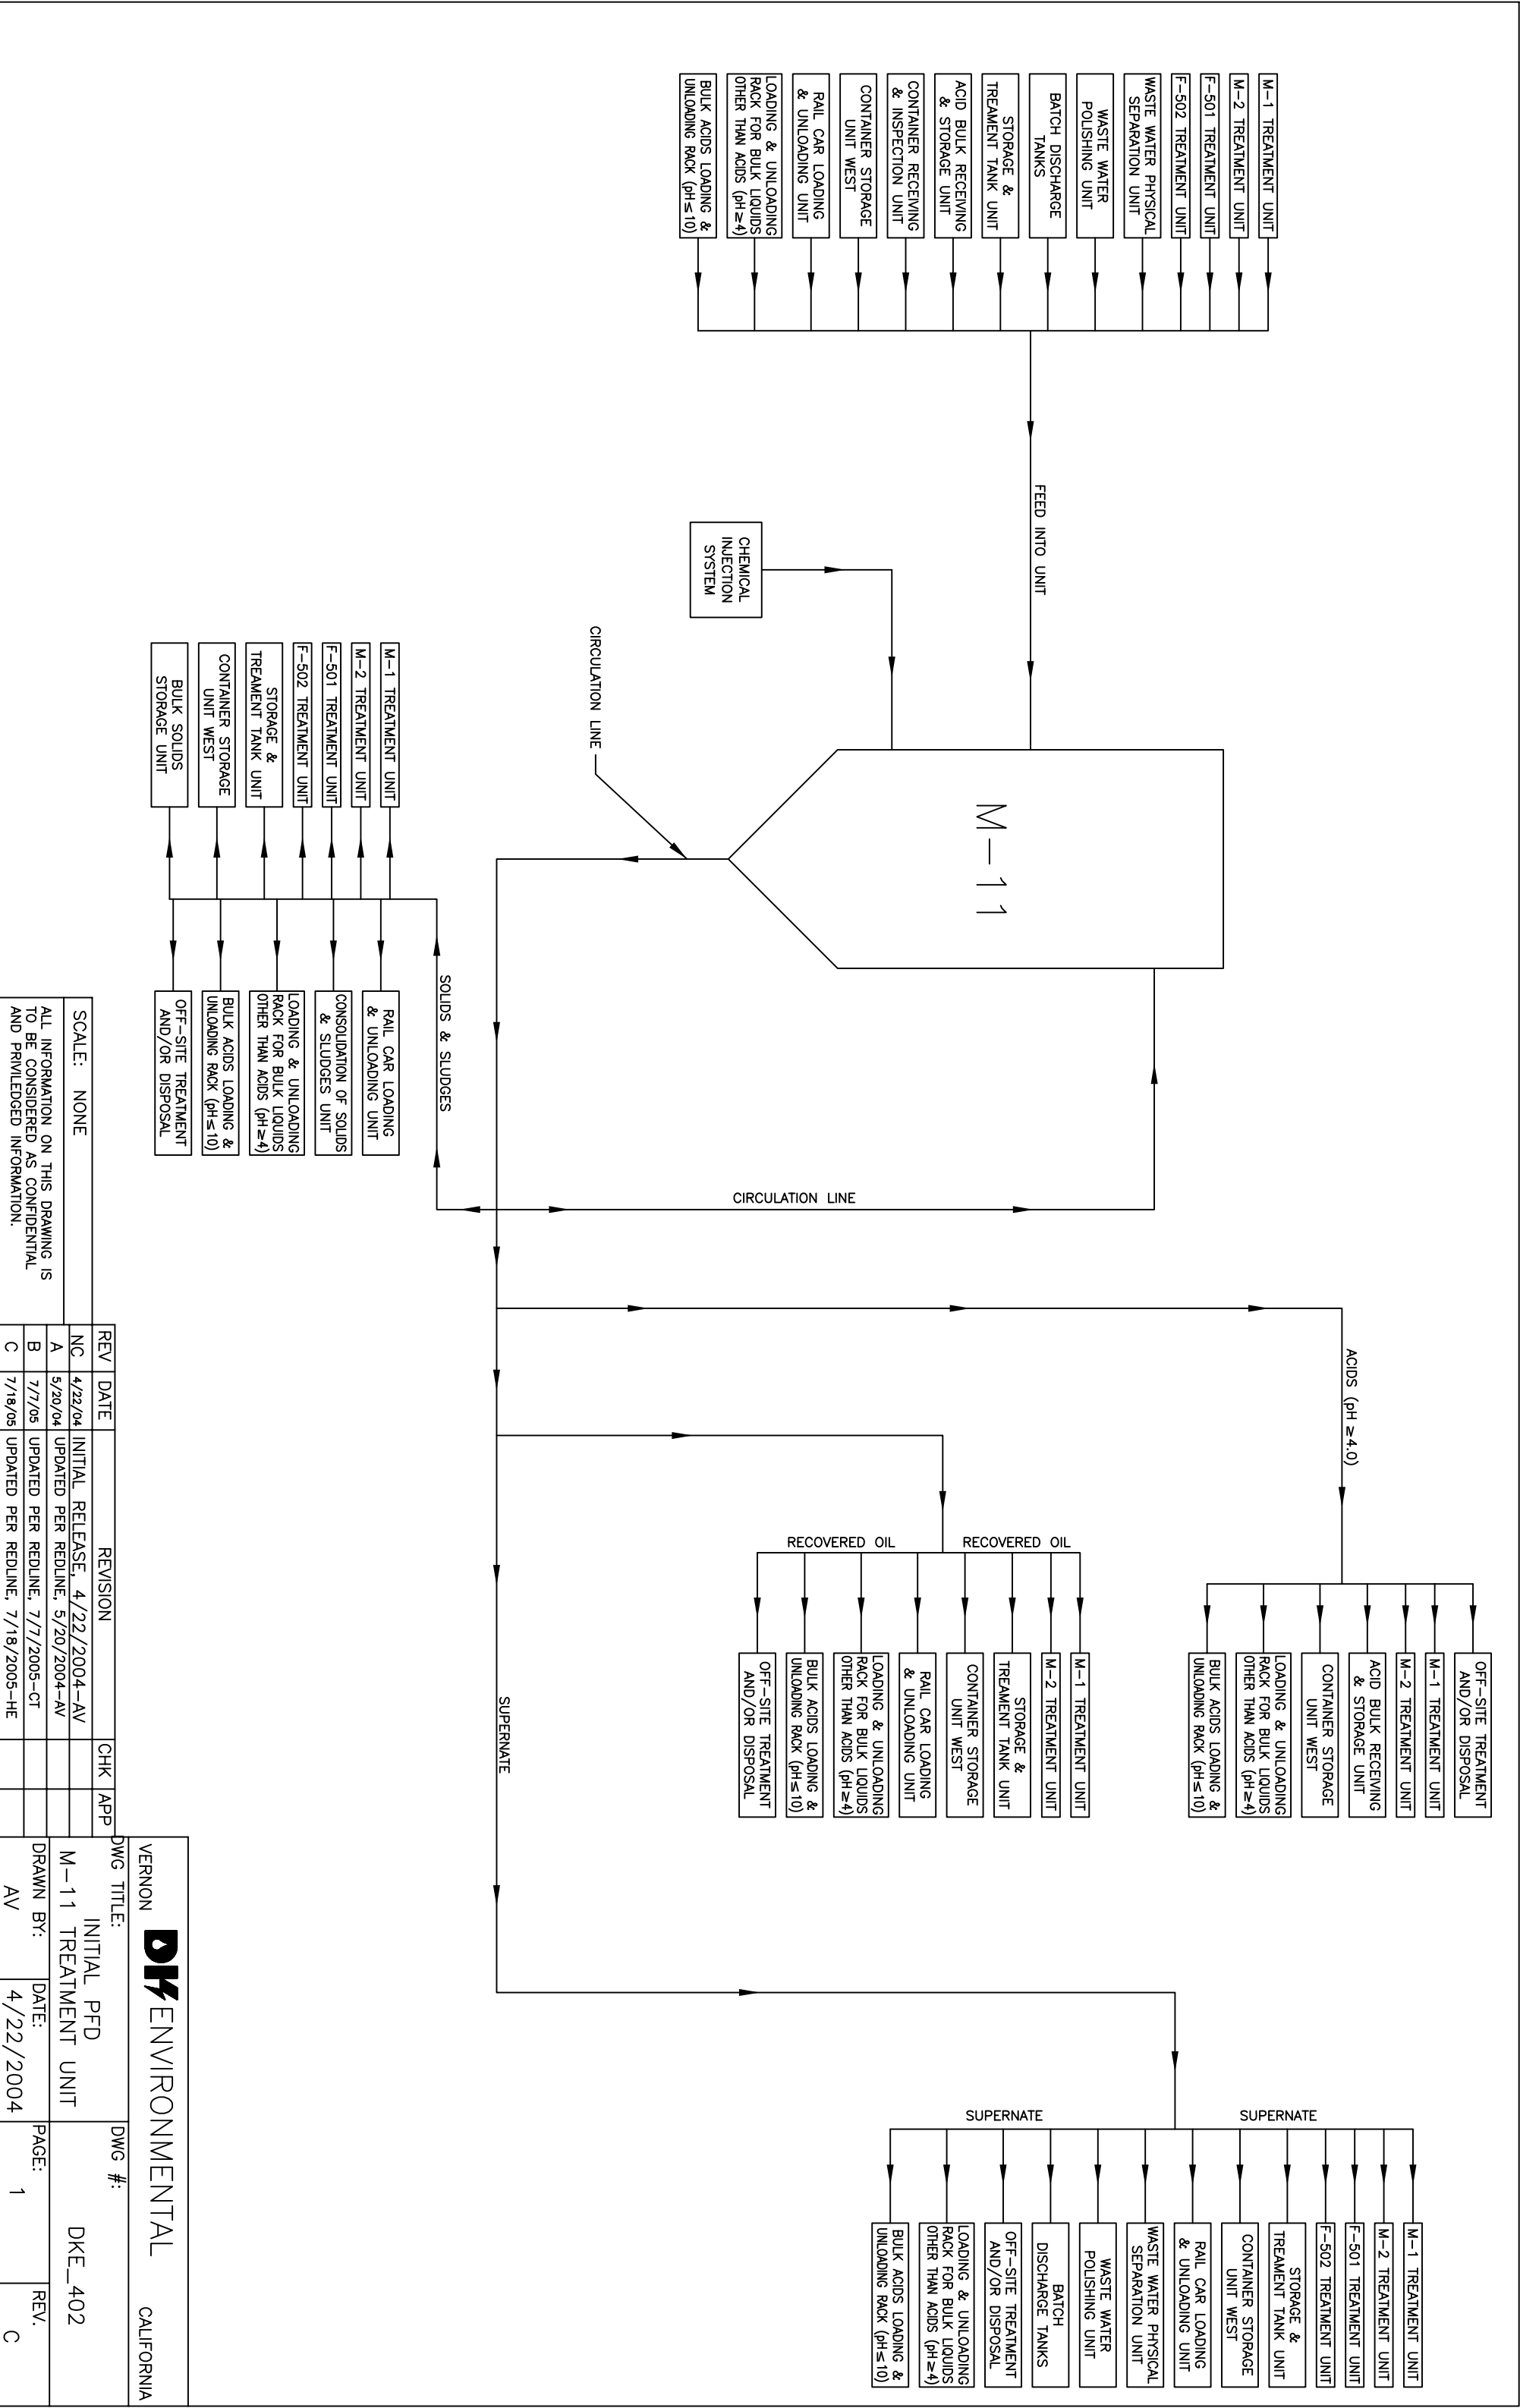 M-1 TREATMENT UNIT
M-2 TREATMENT UNIT
F-501 TREATMENT UNIT
F-502 TREATMENT UNIT
WASTE WATER PHYSICAL
SEPARATION UNIT
WASTE WATER
POLISHING UNIT
BATCH DISCHARGE
TANKS
STORAGE &
TREAMENT TANK UNIT
ACID BULK RECEIVING
& STORAGE UNIT
CONTAINER RECEIVING
& INSPECTION UNIT
CONTAINER STORAGE
UNIT WEST
RAIL CAR LOADING
& UNLOADING UNIT
LOADING & UNLOADING
RACK FOR BULK LIQUIDS
OTHER THAN ACIDS (pH≥4)
BULK ACIDS LOADING &
UNLOADING RACK (pH≤10)
FEED INTO UNIT
CHEMICAL
INJECTION
SYSTEM
M-11
CIRCULATION LINE
CIRCULATION LINE
SOLIDS & SLUDGES
M-1 TREATMENT UNIT
M-2 TREATMENT UNIT
F-501 TREATMENT UNIT
F-502 TREATMENT UNIT
STORAGE &
TREAMENT TANK UNIT
CONTAINER STORAGE
UNIT WEST
BULK SOLIDS
STORAGE UNIT
RAIL CAR LOADING
& UNLOADING UNIT
CONSOLIDATION OF SOLIDS
& SLUDGES UNIT
LOADING & UNLOADING
RACK FOR BULK LIQUIDS
OTHER THAN ACIDS (pH≥4)
BULK ACIDS LOADING &
UNLOADING RACK (pH≤10)
OFF-SITE TREATMENT
AND/OR DISPOSAL
ACIDS (pH ≥4.0)
OFF-SITE TREATMENT
AND/OR DISPOSAL
M-1 TREATMENT UNIT
M-2 TREATMENT UNIT
ACID BULK RECEIVING
& STORAGE UNIT
CONTAINER STORAGE
UNIT WEST
LOADING & UNLOADING
RACK FOR BULK LIQUIDS
OTHER THAN ACIDS (pH≥4)
BULK ACIDS LOADING &
UNLOADING RACK (pH≤10)
RECOVERED OIL
RECOVERED OIL
M-1 TREATMENT UNIT
M-2 TREATMENT UNIT
STORAGE &
TREAMENT TANK UNIT
CONTAINER STORAGE
UNIT WEST
RAIL CAR LOADING
& UNLOADING UNIT
LOADING & UNLOADING
RACK FOR BULK LIQUIDS
OTHER THAN ACIDS (pH≥4)
BULK ACIDS LOADING &
UNLOADING RACK (pH≤10)
OFF-SITE TREATMENT
AND/OR DISPOSAL
SUPERNATE
SUPERNATE
SUPERNATE
M-1 TREATMENT UNIT
M-2 TREATMENT UNIT
F-501 TREATMENT UNIT
F-502 TREATMENT UNIT
STORAGE &
TREAMENT TANK UNIT
CONTAINER STORAGE
UNIT WEST
RAIL CAR LOADING
& UNLOADING UNIT
WASTE WATER PHYSICAL
SEPARATION UNIT
WASTE WATER
POLISHING UNIT
BATCH
DISCHARGE TANKS
OFF-SITE TREATMENT
AND/OR DISPOSAL
LOADING & UNLOADING
RACK FOR BULK LIQUIDS
OTHER THAN ACIDS (pH≥4)
BULK ACIDS LOADING &
UNLOADING RACK (pH≤10)
SCALE: NONE
ALL INFORMATION ON THIS DRAWING IS
TO BE CONSIDERED AS CONFIDENTIAL
AND PRIVILEDGED INFORMATION.
REV DATE REVISION CHK APP
NC 4/22/04 INITIAL RELEASE, 4/22/2004-AV
A 5/20/04 UPDATED PER REDLINE, 5/20/2004-AV
B 7/7/05 UPDATED PER REDLINE, 7/7/2005-CT
C 7/18/05 UPDATED PER REDLINE, 7/18/2005-HE
VERNON DK ENVIRONMENTAL CALIFORNIA
DWG TITLE:
INITIAL PFD
M-11 TREATMENT UNIT
DWG #:
DKE_402
DRAWN BY:
AV
DATE:
4/22/2004
PAGE:
1
REV.
C